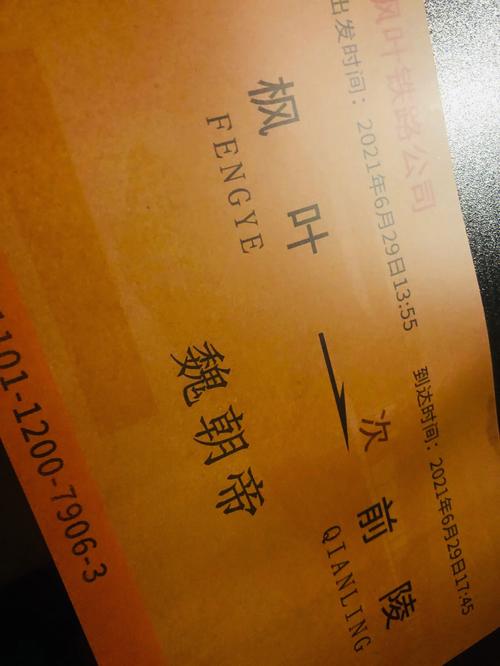 枫叶铁路公司
出发时间：2021年6月29日13:55 到达时间：2021年6月29日17:45
枫叶 次 前陵
FENGYE QIANLING
魏朝帝
1101-1200-7906-3